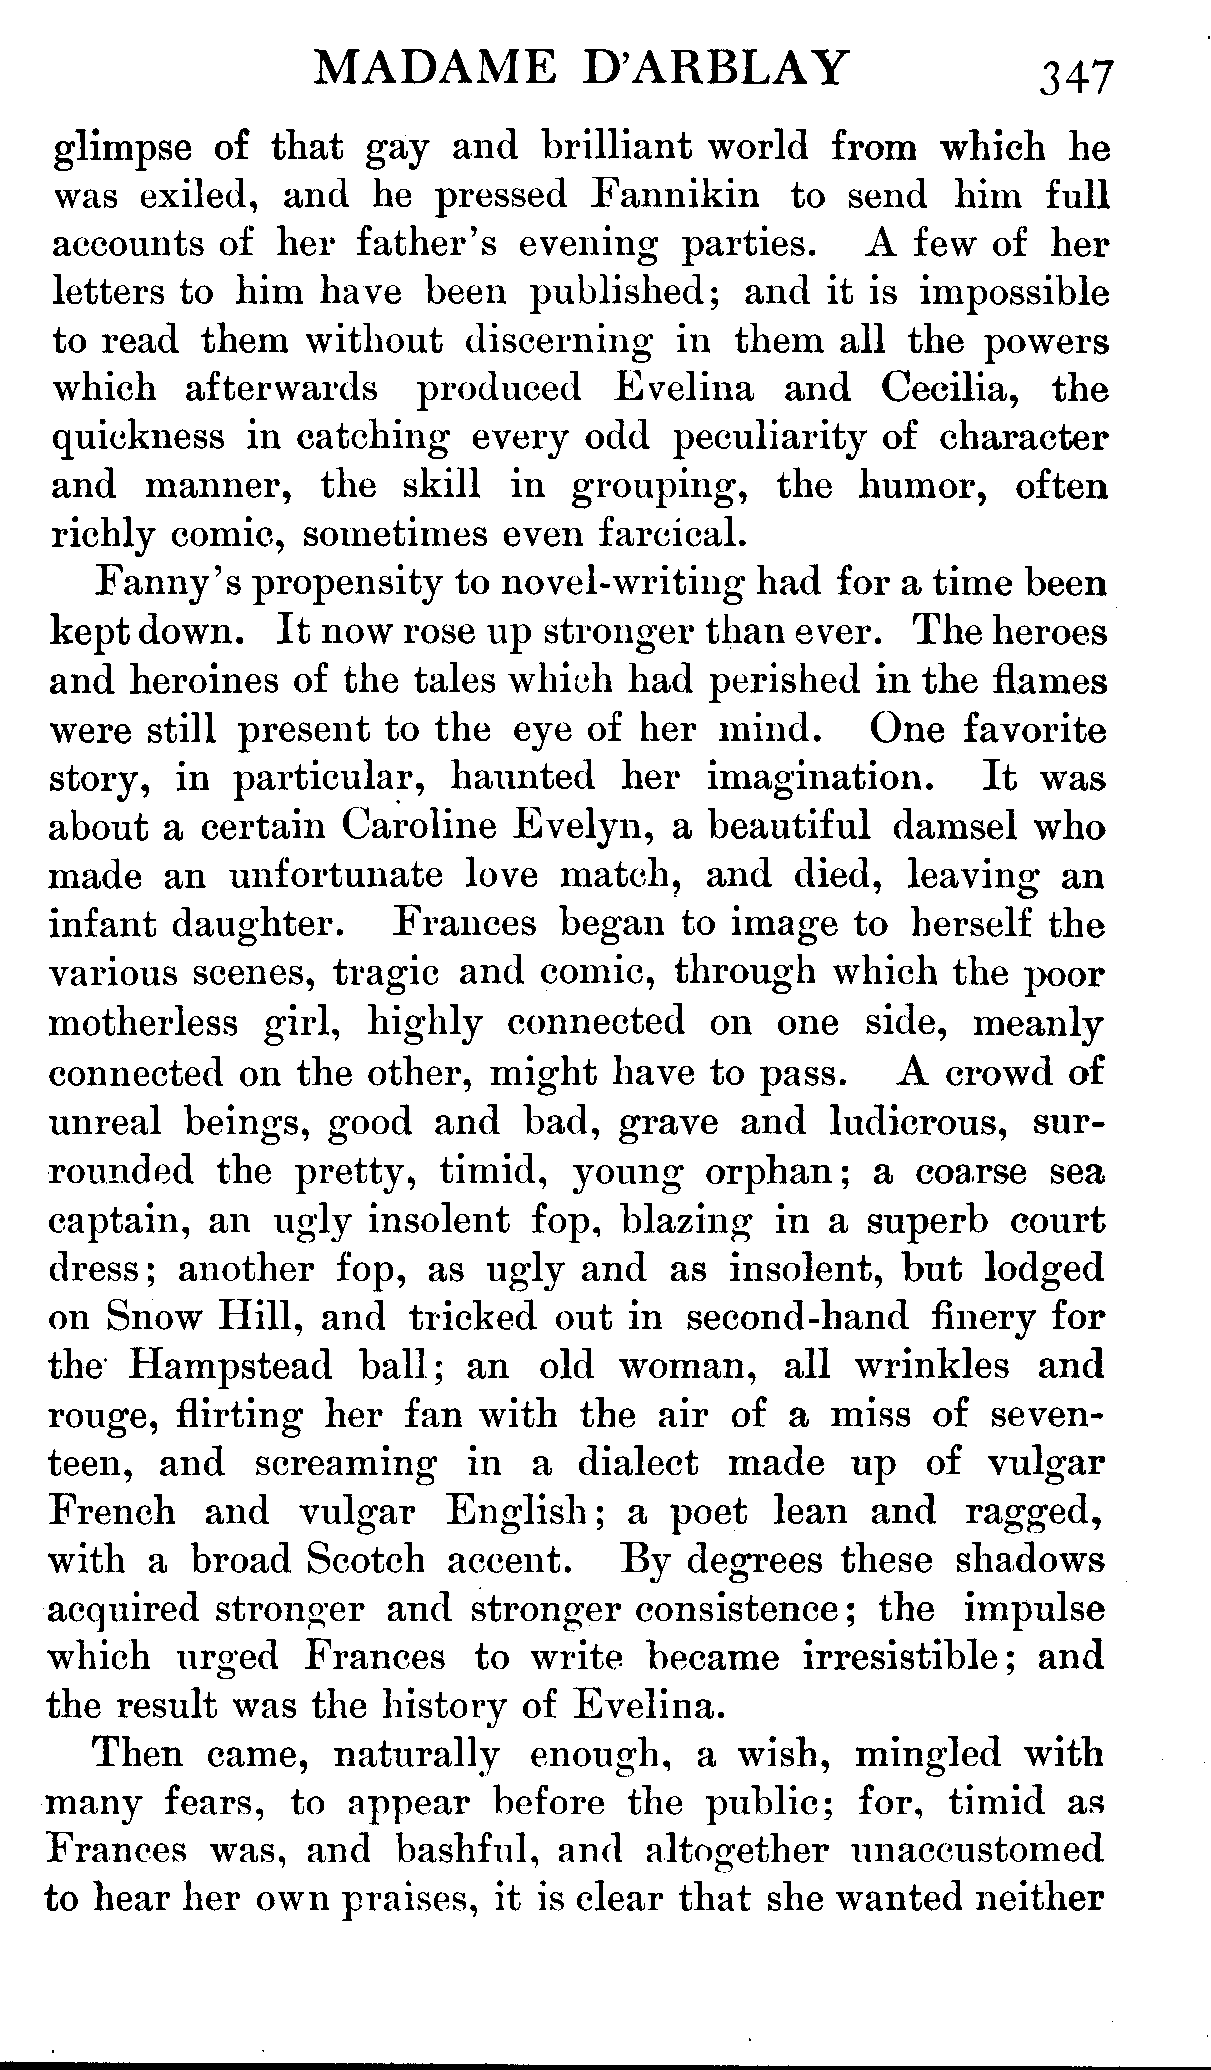 MADAME D'ARBLAY 347
glimpse of that gay and brilliant world from which he
was exiled, and he pressed Fannikin to send him full
accounts of her father's evening parties. A few of her
letters to him have been published; and it is impossible
to read them without discerning in them all the powers
which afterwards produced Evelina and Cecilia, the
quickness in catching every odd peculiarity of character
and manner, the skill in grouping, the humor, often
richly comic, sometimes even farcical.
Fanny's propensity to novel-writing had for a time been
kept down. It now rose up stronger than ever. The heroes
and heroines of the tales which had perished in the flames
were still present to the eye of her mind. One favorite
story, in particular, haunted her imagination. It was
about a certain Caroline Evelyn, a beautiful damsel who
made an unfortunate love match, and died, leaving an
infant daughter. Frances began to image to herself the
various scenes, tragic and comic, through which the poor
motherless girl, highly connected on one side, meanly
connected on the other, might have to pass. A crowd of
unreal beings, good and bad, grave and ludicrous, sur-
rounded the pretty, timid, young orphan; a coarse sea
captain, an ugly insolent fop, blazing in a superb court
dress; another fop, as ugly and as insolent, but lodged
on Snow Hill, and tricked out in second-hand finery for
the Hampstead ball; an old woman, all wrinkles and
rouge, flirting her fan with the air of a miss of seven-
teen, and screaming in a dialect made up of vulgar
French and vulgar English; a poet lean and ragged,
with a broad Scotch accent. By degrees these shadows
acquired stronger and stronger consistence; the impulse
which urged Frances to write became irresistible; and
the result was the history of Evelina.
Then came, naturally enough, a wish, mingled with
many fears, to appear before the public; for, timid as
Frances was, and bashful, and altogether unaccustomed
to hear her own praises, it is clear that she wanted neither